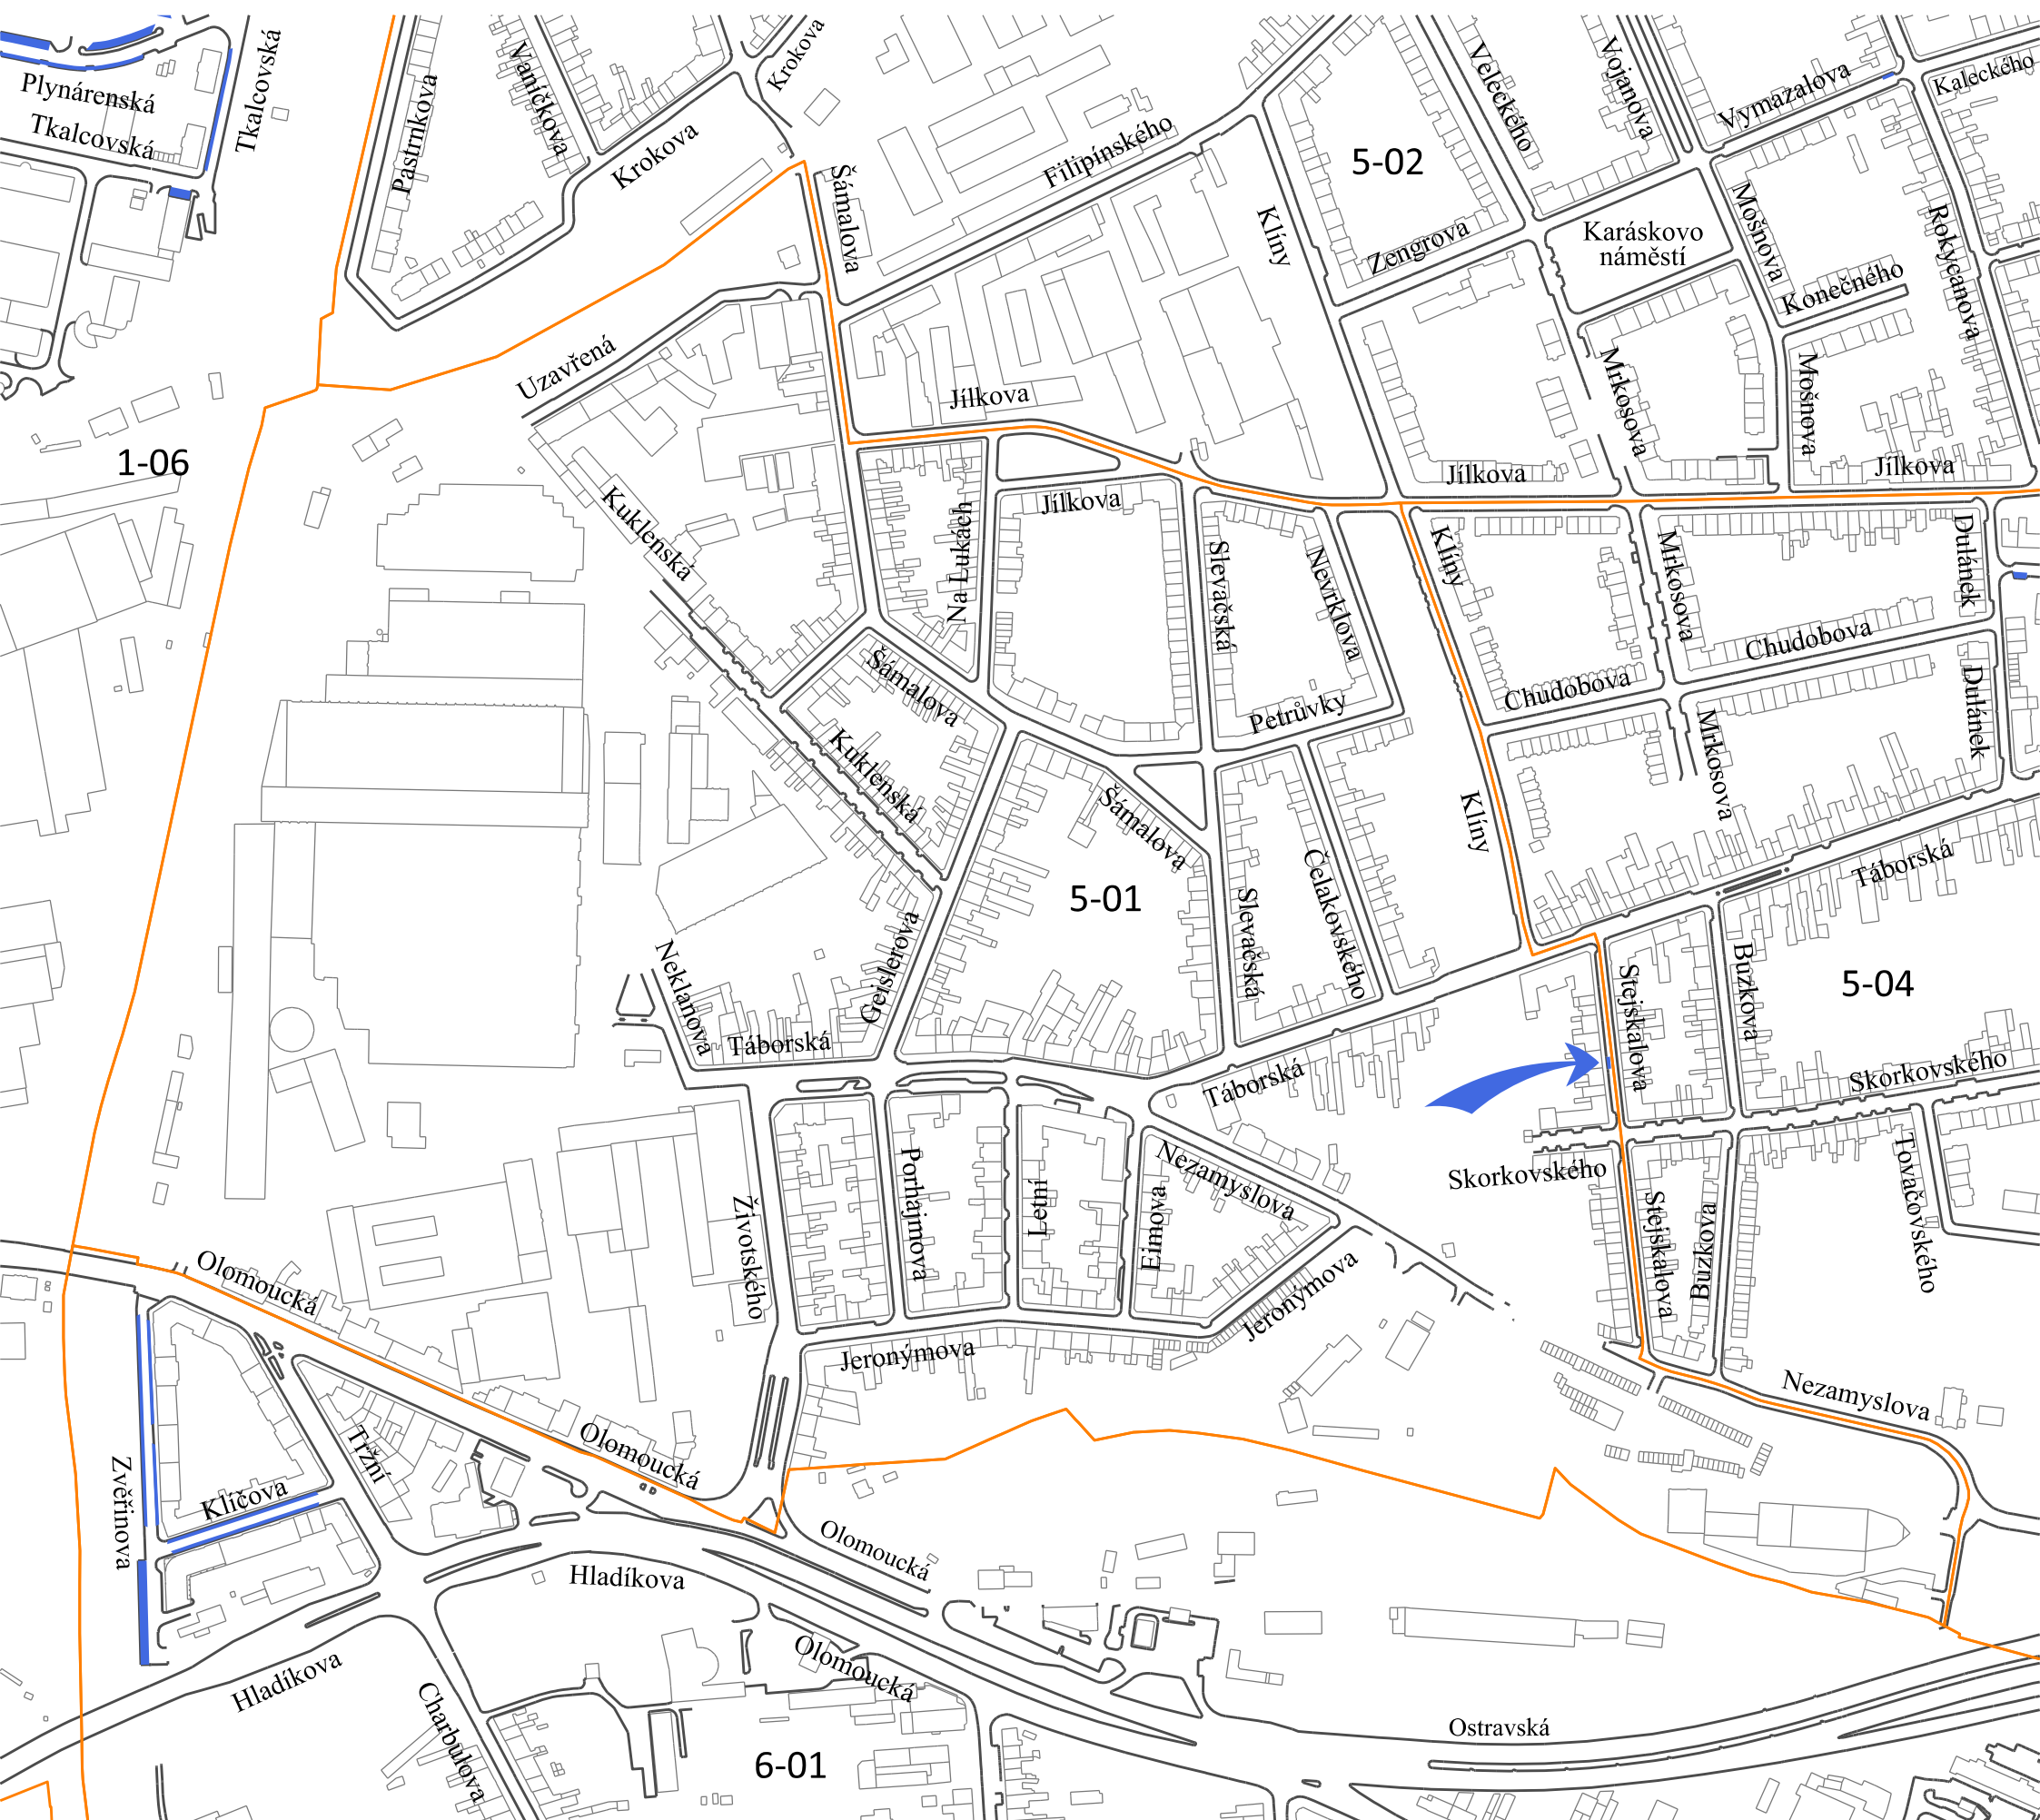 Plynárenská
Tkalcovská
Tkalcovská
Pastrnkova
Vaníčkova
Krokova
Krokova
Šámalova
Filipínského
Klíny
5-02
Zengrova
Veleckého
Vojanova
Vymazalova
Kaleckého
Karáskovo
náměstí
Mošnova
Konečného
Rokycanova
Uzavřená
Jílkova
Mrkosova
Mošnova
Jílkova
Jílkova
1-06
Kuklenská
Na Lukách
Jílkova
Slevačská
Nevrklova
Klíny
Mrkosova
Dulánek
Chudobova
Chudobova
Petrůvky
Šámalova
Kuklenská
Mrkosova
Dulánek
Klíny
Šámalova
Čelakovského
Slevačská
5-01
Táborská
Geislerova
Neklanova
Táborská
Stejskalova
Buzkova
5-04
Skorkovského
Táborská
Nezamyslova
Skorkovského
Tovačovského
Životského
Porhajmova
Letní
Eimova
Stejskalova
Buzkova
Olomoucká
Jeronýmova
Jeronýmova
Nezamyslova
Tržní
Olomoucká
Zvěřinova
Klíčova
Olomoucká
Hladíkova
Hladíkova
Olomoucká
Charbulova
Ostravská
6-01